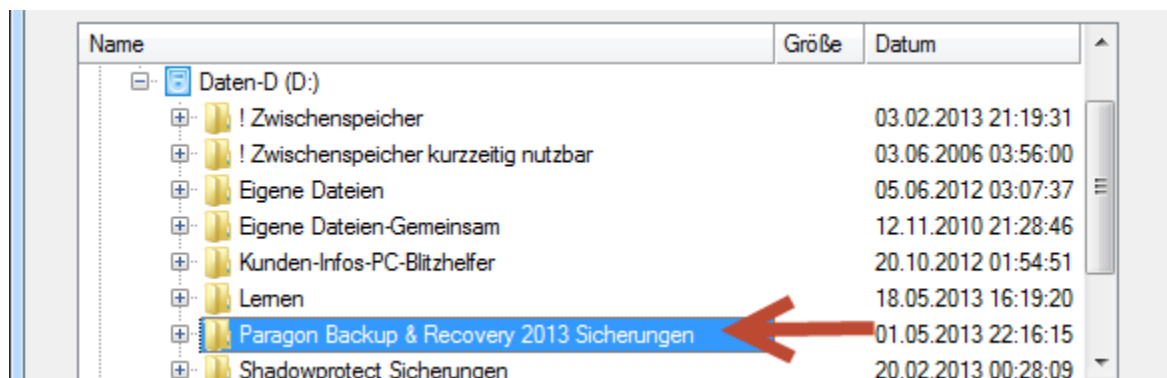 Name Größe Datum
Daten-D (D:)
! Zwischenspeicher 03.02.2013 21:19:31
! Zwischenspeicher kurzzeitig nutzbar 03.06.2006 03:56:00
Eigene Dateien 05.06.2012 03:07:37
Eigene Dateien-Gemeinsam 12.11.2010 21:28:46
Kunden-Infos-PC-Blitzhelfer 20.10.2012 01:54:51
Lernen 18.05.2013 16:19:20
Paragon Backup & Recovery 2013 Sicherungen 01.05.2013 22:16:15
Shadowprotect Sicherungen 20.02.2013 00:28:09